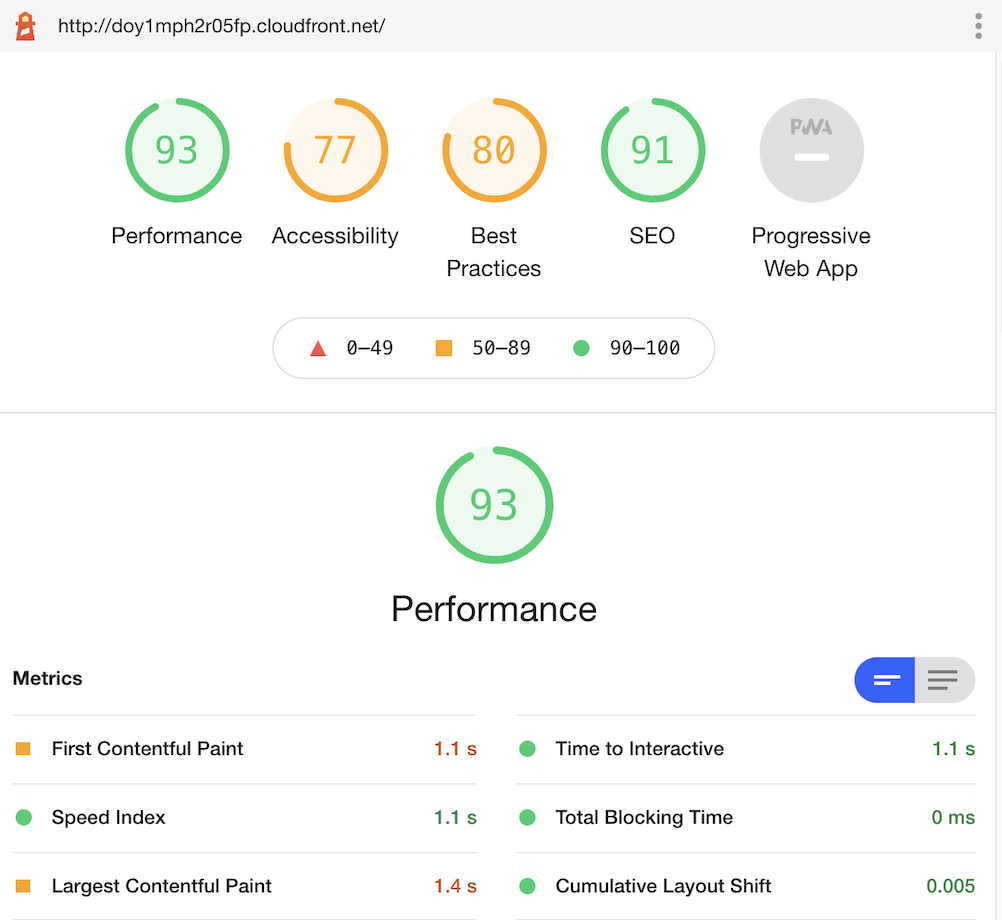 http://doy1mph2r05fp.cloudfront.net/
93 77 80 91 PWA
Performance Accessibility Best Practices SEO Progressive Web App
0–49 50–89 90–100
93
Performance
Metrics
First Contentful Paint 1.1 s
Time to Interactive 1.1 s
Speed Index 1.1 s
Total Blocking Time 0 ms
Largest Contentful Paint 1.4 s
Cumulative Layout Shift 0.005